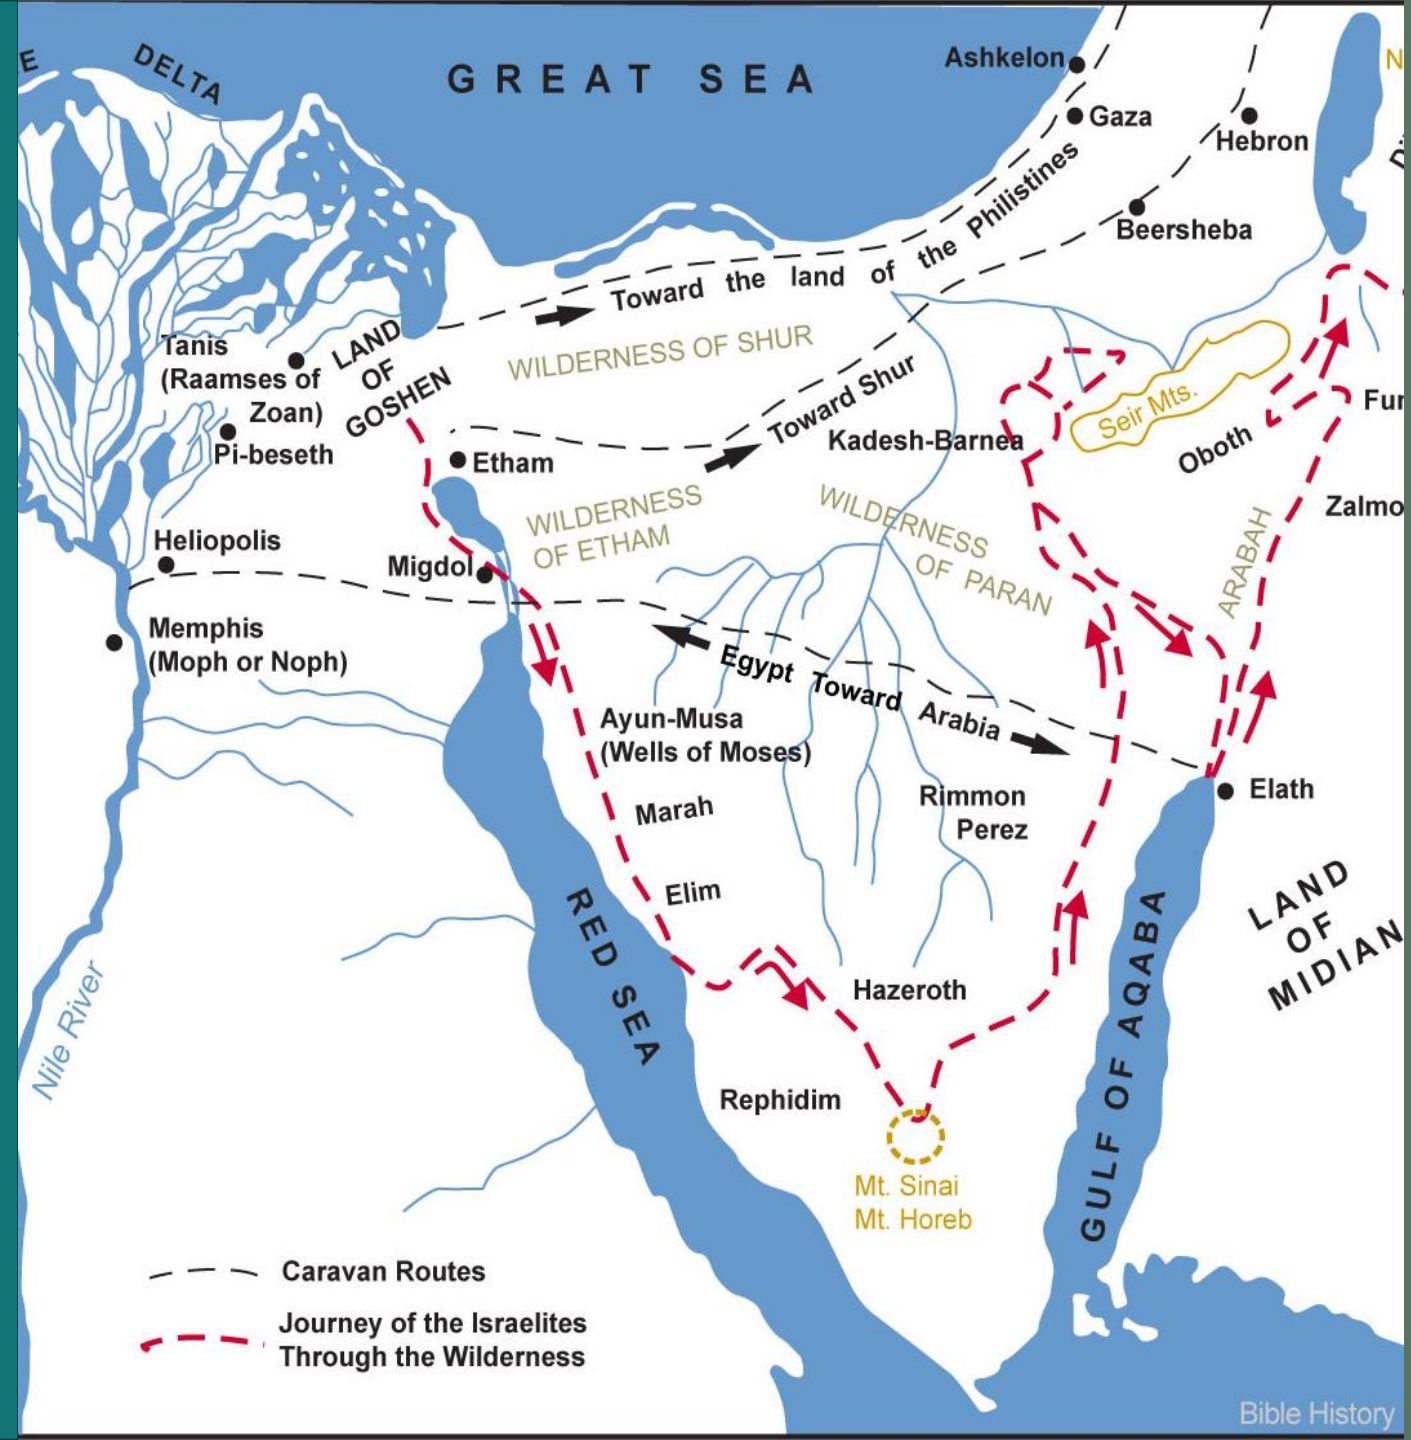 DELTA
GREAT SEA
Ashkelon
Gaza
Hebron
Beersheba
Toward the land of the Philistines
WILDERNESS OF SHUR
Tanis
(Raamses of
Zoan)
LAND
OF
GOSHEN
Pi-beseth
Etham
Toward Shur
Kadesh-Barnea
Seir Mts.
Oboth
WILDERNESS
OF ETHAM
WILDERNESS
OF PARAN
ARABAH
Heliopolis
Migdol
Memphis
(Moph or Noph)
Egypt Toward Arabia
Ayun-Musa
(Wells of Moses)
Marah
Elim
Rimmon
Perez
Elath
LAND
OF
MIDIAN
RED SEA
GULF OF AQABA
Nile River
Hazeroth
Rephidim
Mt. Sinai
Mt. Horeb
Caravan Routes
Journey of the Israelites
Through the Wilderness
Bible History